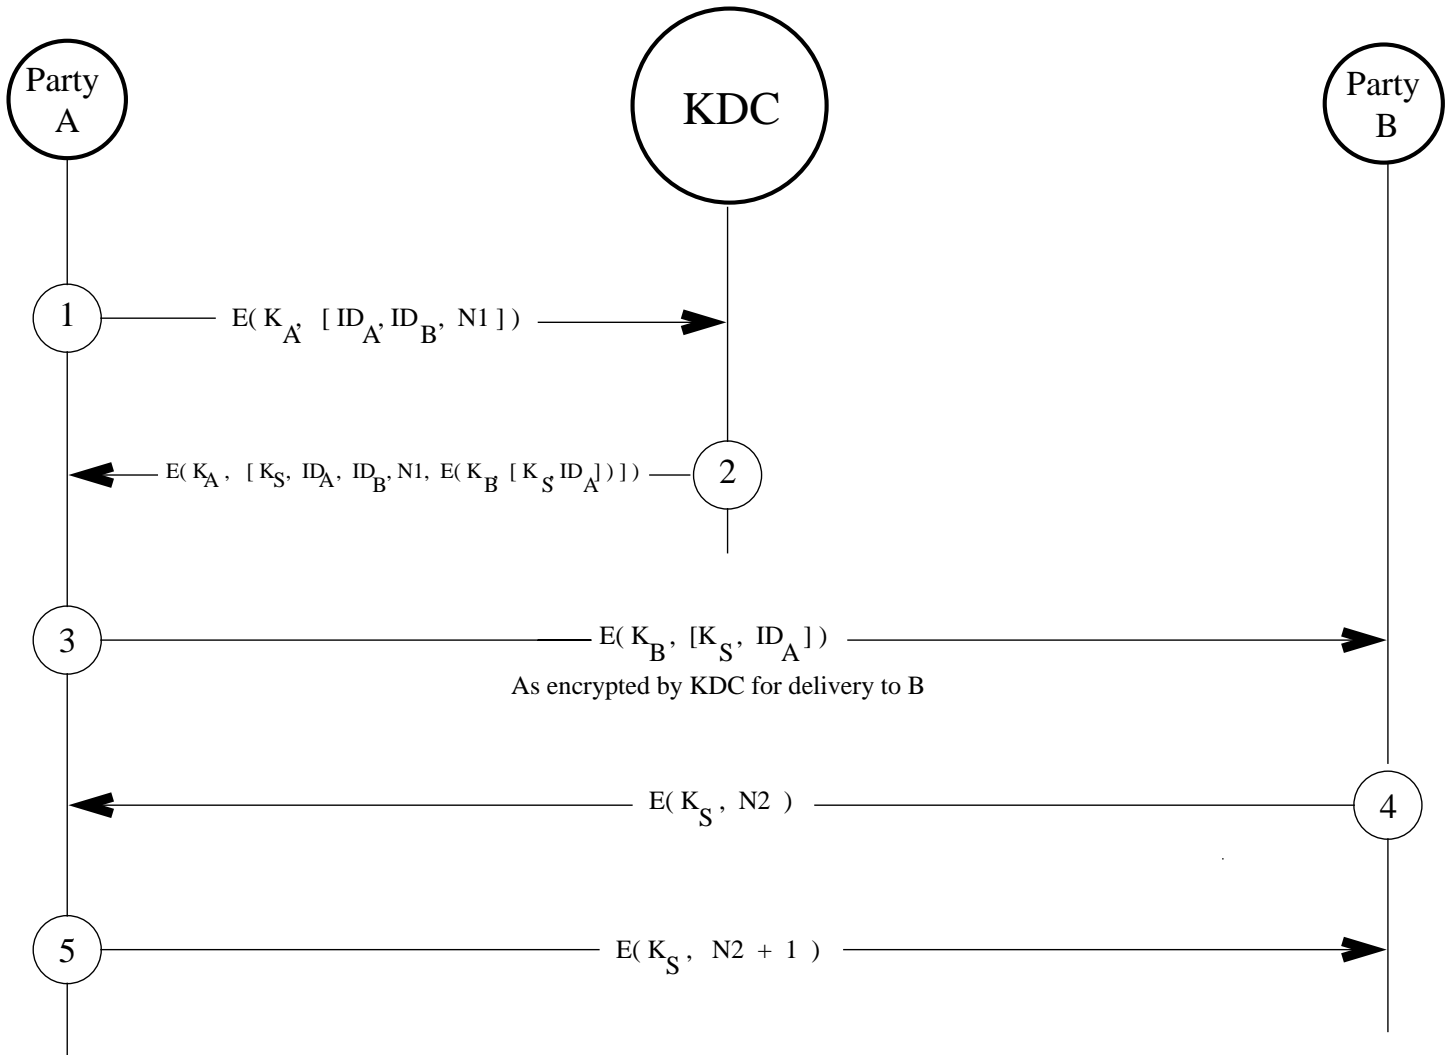 Party
A
KDC
Party
B
1
E( K_A, [ ID_A, ID_B, N1 ] )
E( K_A, [ K_S, ID_A, ID_B, N1, E( K_B, [ K_S, ID_A ] ) ] )
2
3
E( K_B, [K_S, ID_A ] )
As encrypted by KDC for delivery to B
E( K_S, N2 )
4
5
E( K_S, N2 + 1 )